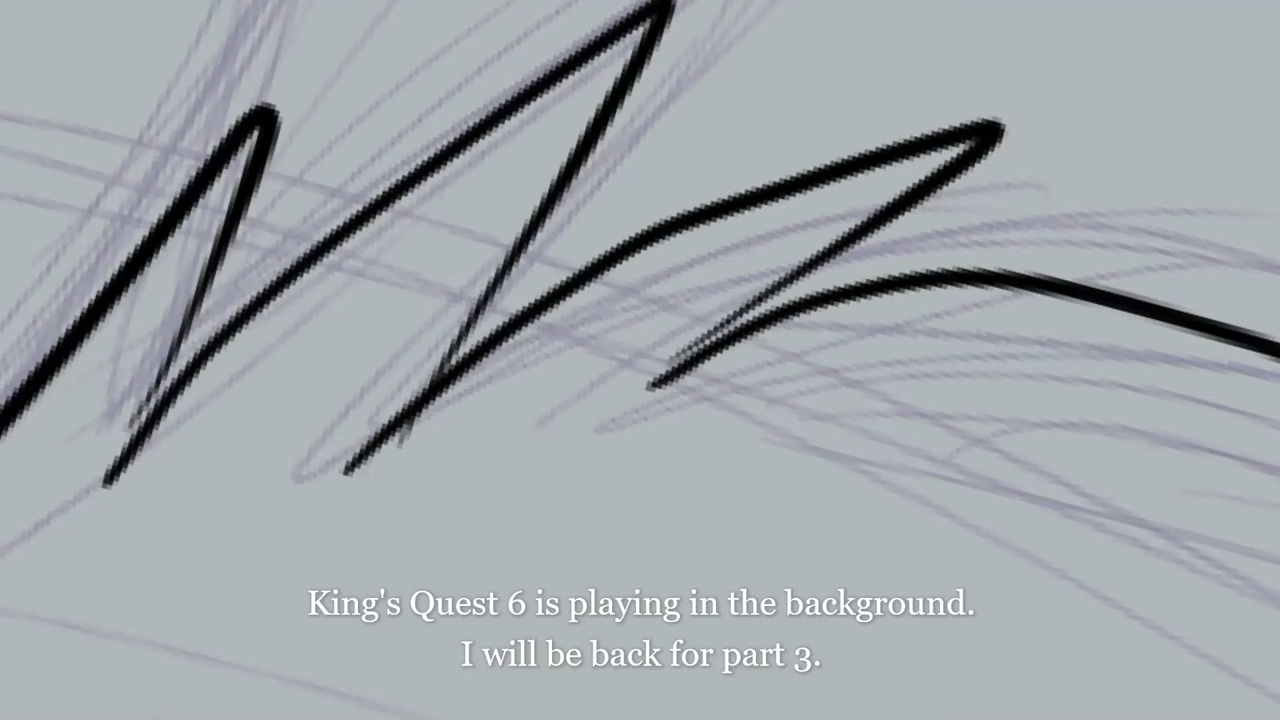 King's Quest 6 is playing in the background.
I will be back for part 3.